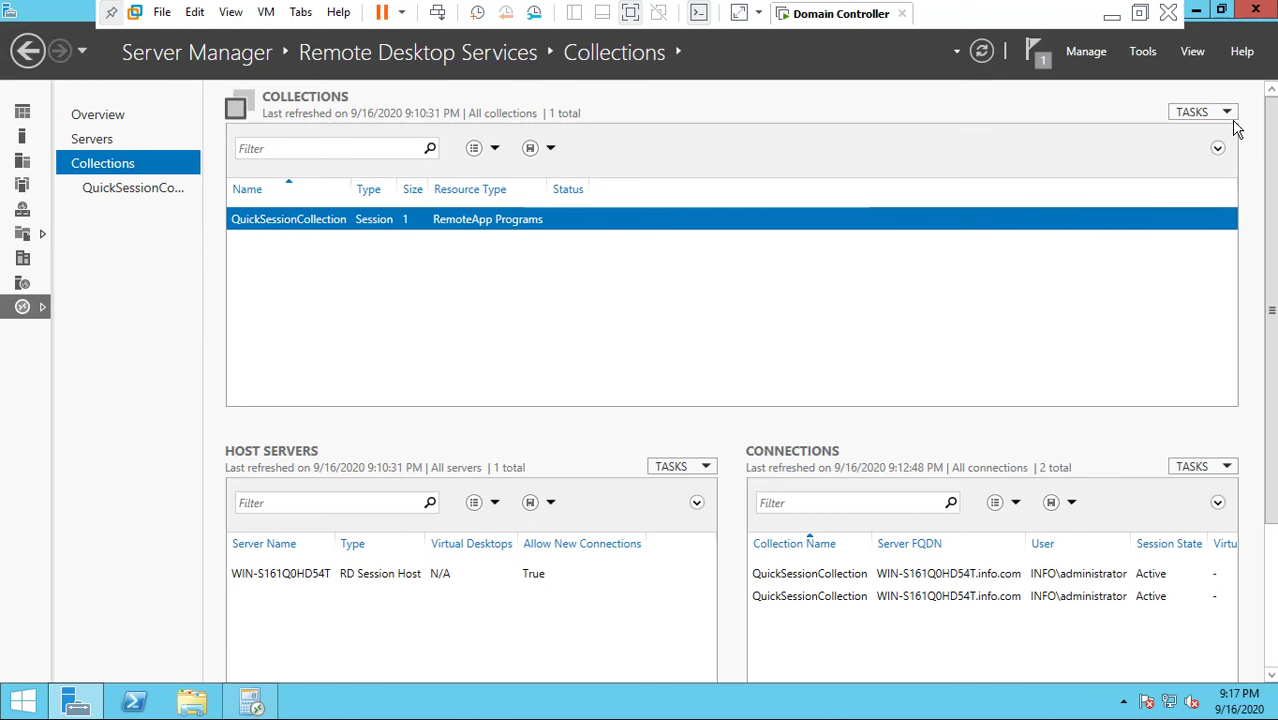 File Edit View VM Tabs Help Domain Controller
Server Manager Remote Desktop Services Collections 1 Manage Tools View Help
Overview
Servers
Collections
QuickSessionCo...
COLLECTIONS
Last refreshed on 9/16/2020 9:10:31 PM | All collections | 1 total
TASKS
Filter
Name Type Size Resource Type Status
QuickSessionCollection Session 1 RemoteApp Programs
HOST SERVERS
Last refreshed on 9/16/2020 9:10:31 PM | All servers | 1 total
TASKS
Filter
Server Name Type Virtual Desktops Allow New Connections
WIN-S161Q0HD54T RD Session Host N/A True
CONNECTIONS
Last refreshed on 9/16/2020 9:12:48 PM | All connections | 2 total
TASKS
Filter
Collection Name Server FQDN User Session State Virtu
QuickSessionCollection WIN-S161Q0HD54T.info.com INFO\administrator Active -
QuickSessionCollection WIN-S161Q0HD54T.info.com INFO\administrator Active -
9:17 PM
9/16/2020